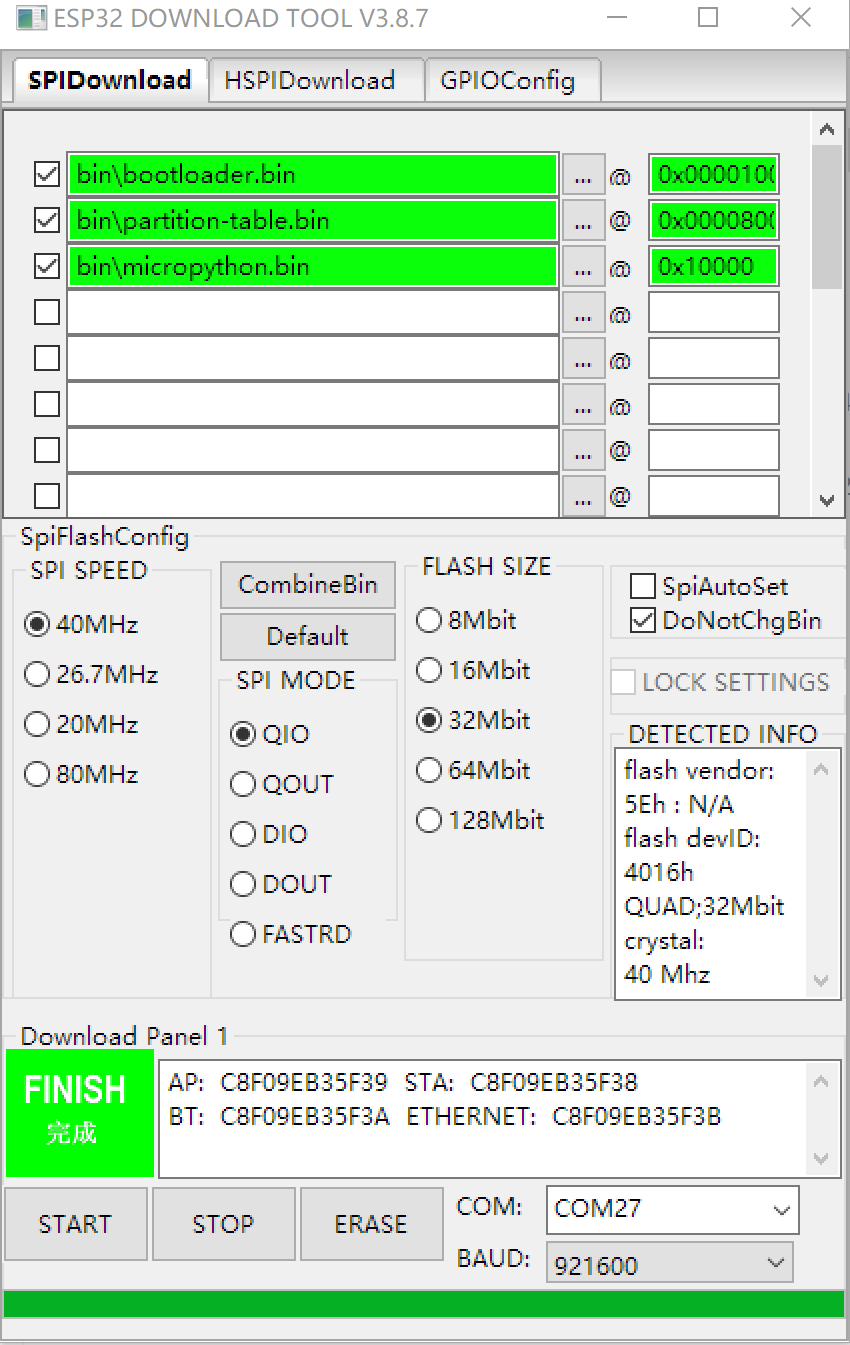 ESP32 DOWNLOAD TOOL V3.8.7
SPIDownload HSPIDownload GPIOConfig
bin\bootloader.bin ... @ 0x0000100
bin\partition-table.bin ... @ 0x0000800
bin\micropython.bin ... @ 0x10000
... @
... @
... @
... @
... @
SpiFlashConfig
SPI SPEED
40MHz
26.7MHz
20MHz
80MHz
CombineBin
Default
SPI MODE
QIO
QOUT
DIO
DOUT
FASTRD
FLASH SIZE
8Mbit
16Mbit
32Mbit
64Mbit
128Mbit
SpiAutoSet
DoNotChgBin
LOCK SETTINGS
DETECTED INFO
flash vendor:
5Eh : N/A
flash devID:
4016h
QUAD;32Mbit
crystal:
40 Mhz
Download Panel 1
FINISH
完成
AP: C8F09EB35F39 STA: C8F09EB35F38
BT: C8F09EB35F3A ETHERNET: C8F09EB35F3B
START STOP ERASE
COM: COM27
BAUD: 921600